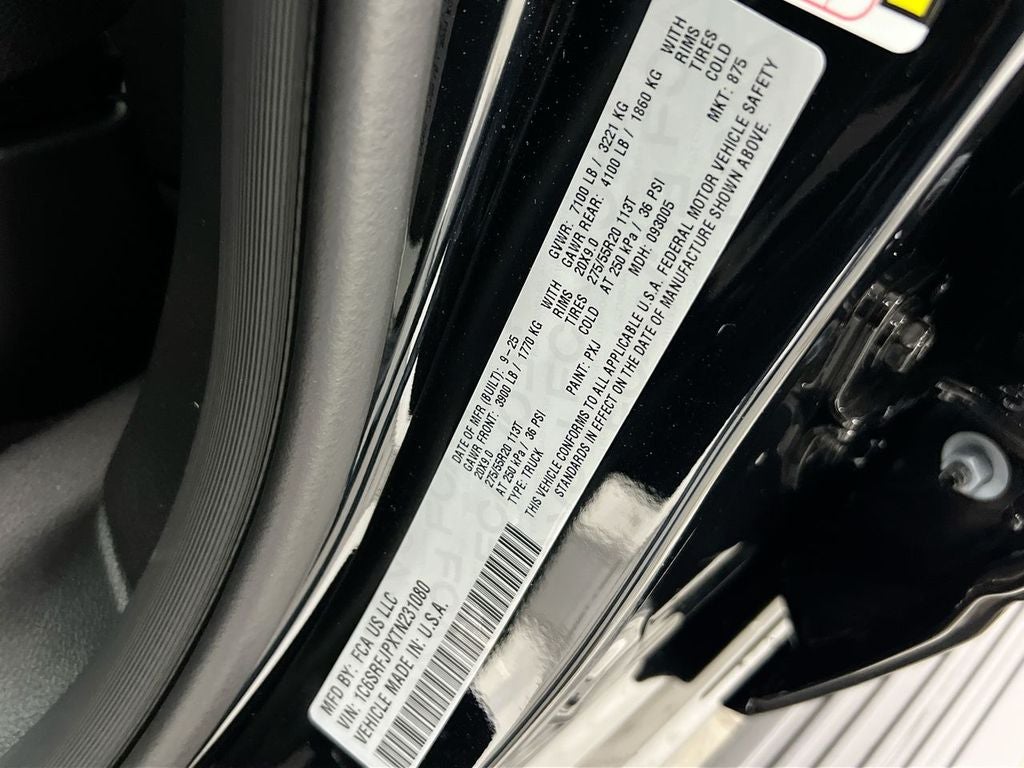 MFD BY: FCA US LLC
VIN: 1C6SRFJPXTN231080
VEHICLE MADE IN: U.S.A.
DATE OF MFR (BUILT): 9-25 GVWR: 7100 LB / 3221 KG
GAWR FRONT: 3900 LB / 1770 KG WITH GAWR REAR: 4100 LB / 1860 KG WITH
20X9.0 RIMS 20X9.0 RIMS
275/55R20 113T TIRES 275/55R20 113T TIRES
AT 250 kPa / 36 PSI COLD AT 250 kPa / 36 PSI COLD
TYPE: TRUCK PAINT: PXJ MDH: 093005 MKT: 875
THIS VEHICLE CONFORMS TO ALL APPLICABLE U.S.A. FEDERAL MOTOR VEHICLE SAFETY
STANDARDS IN EFFECT ON THE DATE OF MANUFACTURE SHOWN ABOVE.